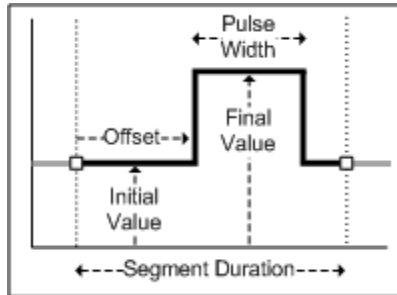 Pulse
Width
Offset
Final
Value
Initial
Value
Segment Duration